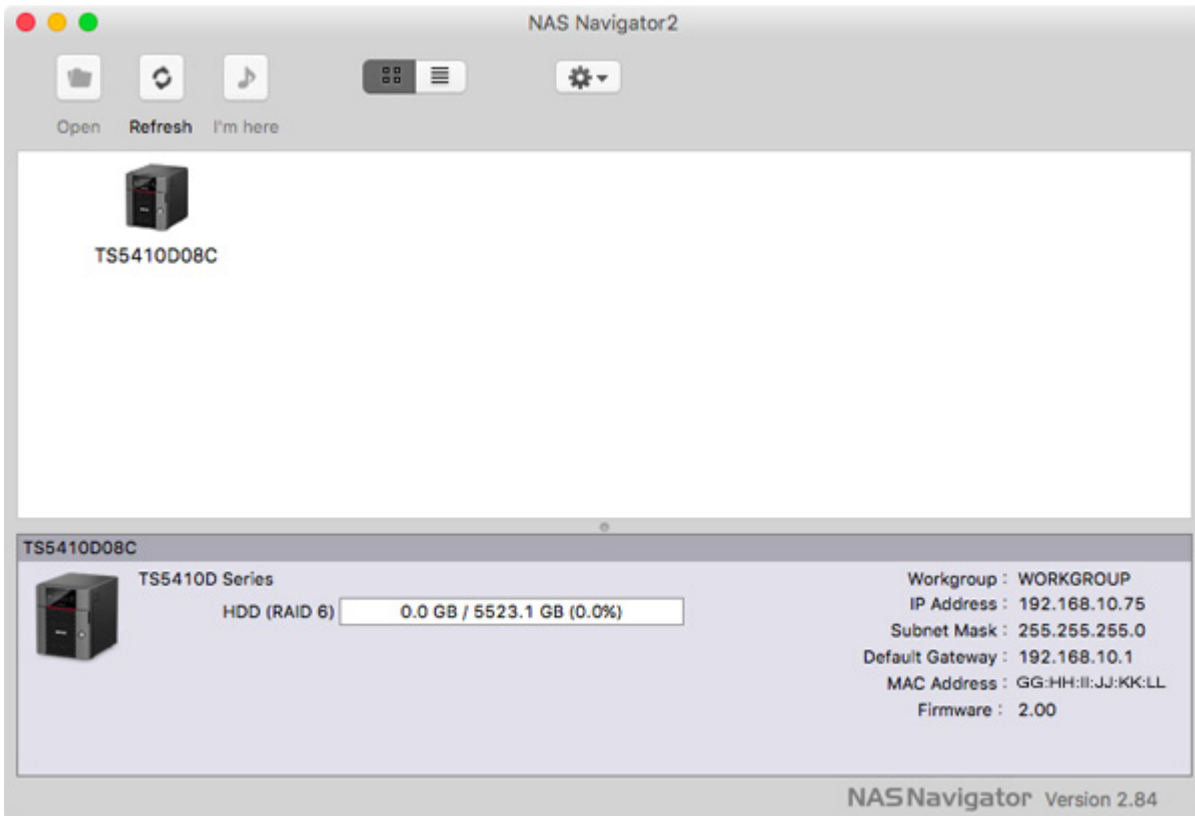 NAS Navigator2
Open Refresh I'm here
TS5410D08C
TS5410D08C
TS5410D Series
HDD (RAID 6) 0.0 GB / 5523.1 GB (0.0%)
Workgroup : WORKGROUP
IP Address : 192.168.10.75
Subnet Mask : 255.255.255.0
Default Gateway : 192.168.10.1
MAC Address : GG:HH:II:JJ:KK:LL
Firmware : 2.00
NAS Navigator Version 2.84